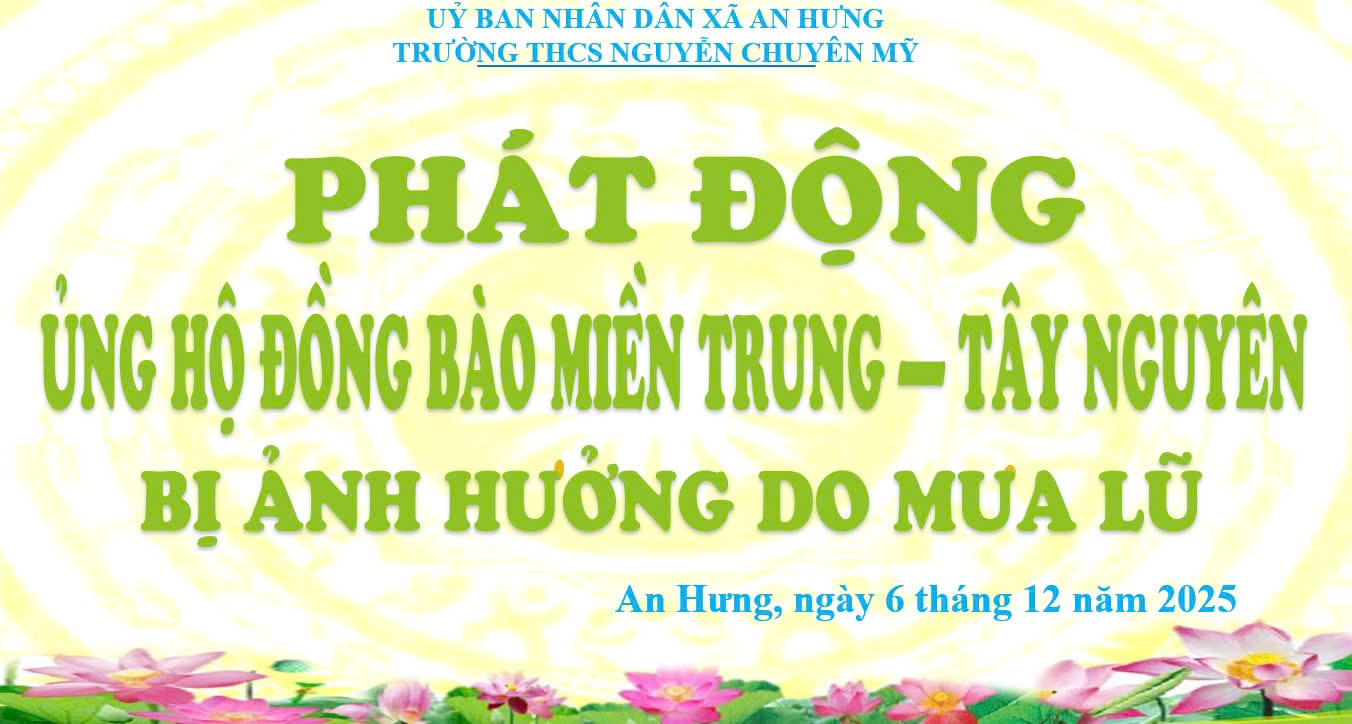 UỶ BAN NHÂN DÂN XÃ AN HƯNG
TRƯỜNG THCS NGUYỄN CHUYÊN MỸ
PHÁT ĐỘNG
ỦNG HỘ ĐỒNG BÀO MIỀN TRUNG – TÂY NGUYÊN
BỊ ẢNH HƯỞNG DO MƯA LŨ
An Hưng, ngày 6 tháng 12 năm 2025